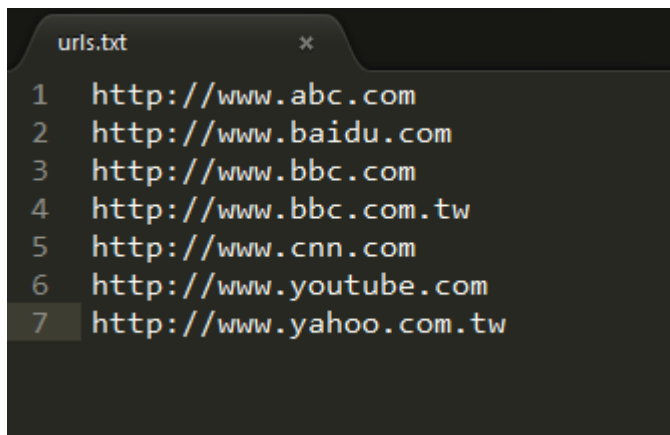 urls.txt ×
1 http://www.abc.com
2 http://www.baidu.com
3 http://www.bbc.com
4 http://www.bbc.com.tw
5 http://www.cnn.com
6 http://www.youtube.com
7 http://www.yahoo.com.tw